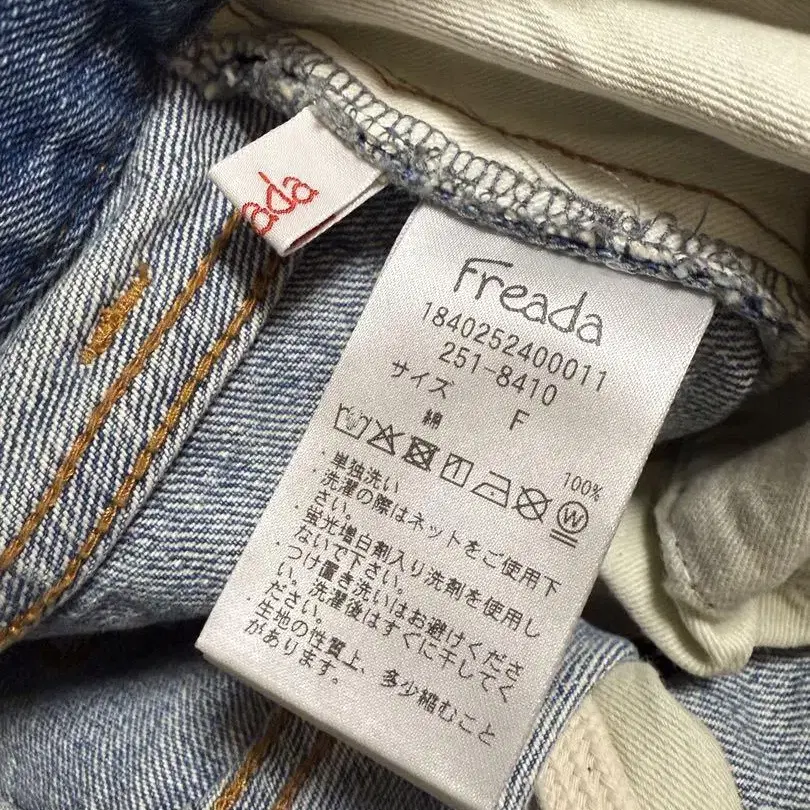 ada
Freada
1840252400011
251-8410
サイズ F
綿 100%
W
・単独洗い
・洗濯の際はネットをご使用下
さい。
・蛍光増白剤入り洗剤を使用し
ないで下さい。
・つけ置き洗いはお避けくださ
い。洗濯後はすぐに干してく
ださい。
・生地の性質上、多少縮むこと
があります。